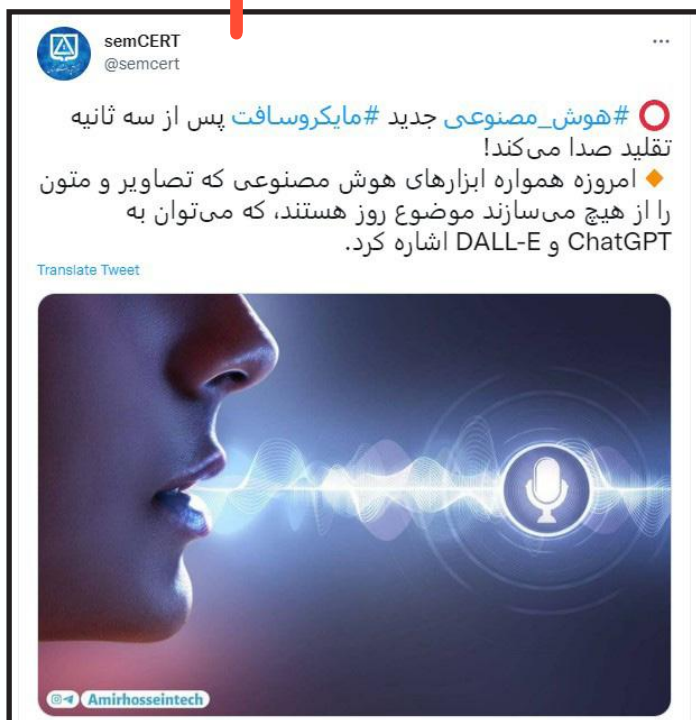 semCERT
@semcert
#هوش_مصنوعی جدید #مایکروسافت پس از سه ثانیه
تقلید صدا می‌کند!
امروزه همواره ابزارهای هوش مصنوعی که تصاویر و متون
را از هیچ می‌سازند موضوع روز هستند، که می‌توان به
ChatGPT و DALL-E اشاره کرد.
Translate Tweet
Amirhosseintech